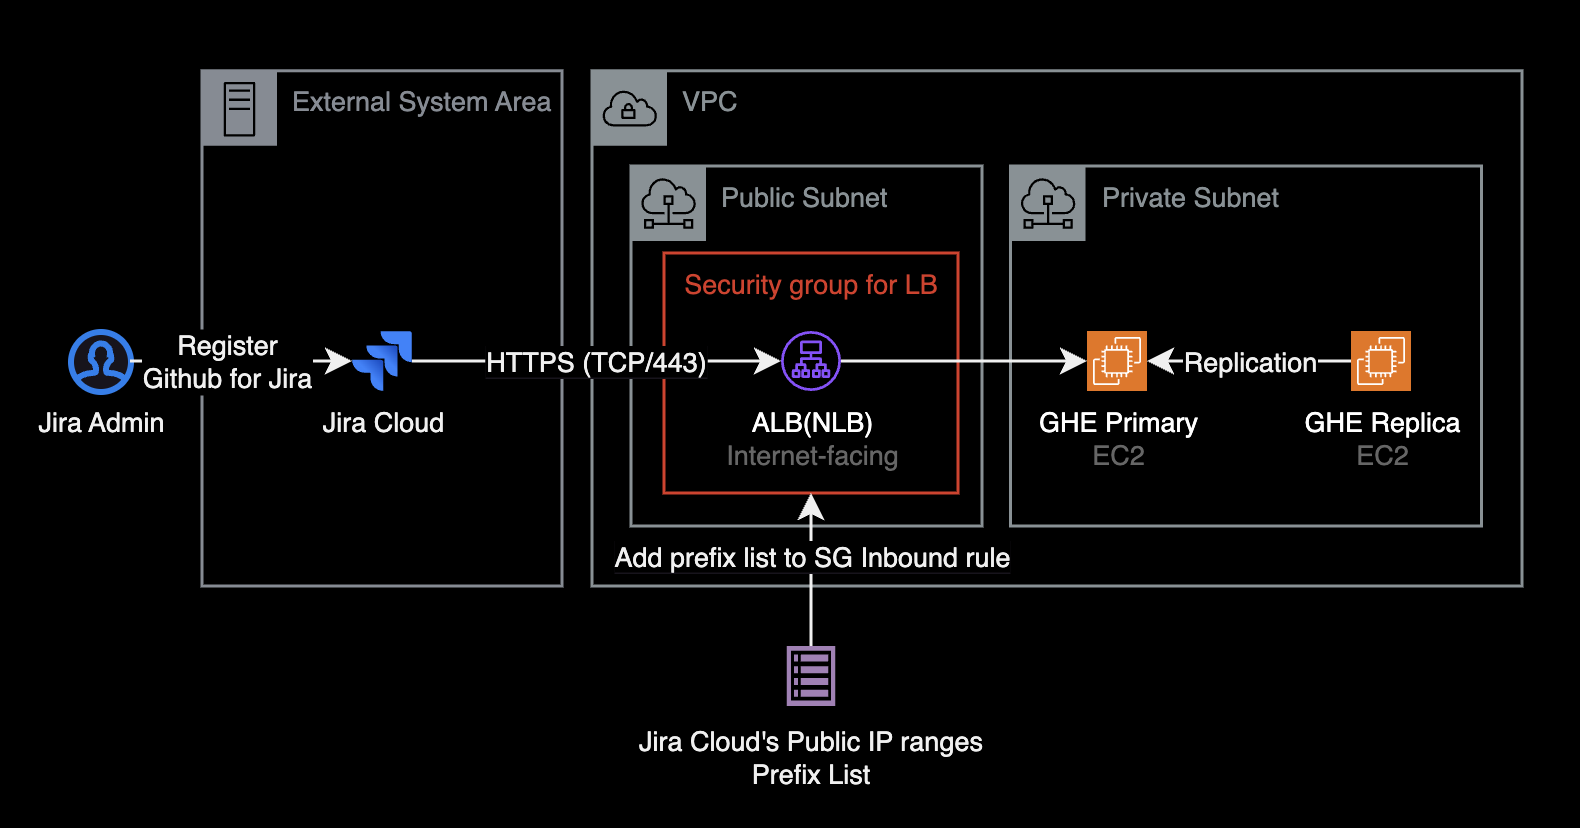 External System Area
VPC
Public Subnet
Private Subnet
Security group for LB
Register
Github for Jira
HTTPS (TCP/443)
Replication
Jira Admin
Jira Cloud
ALB(NLB)
Internet-facing
GHE Primary
EC2
GHE Replica
EC2
Add prefix list to SG Inbound rule
Jira Cloud's Public IP ranges
Prefix List